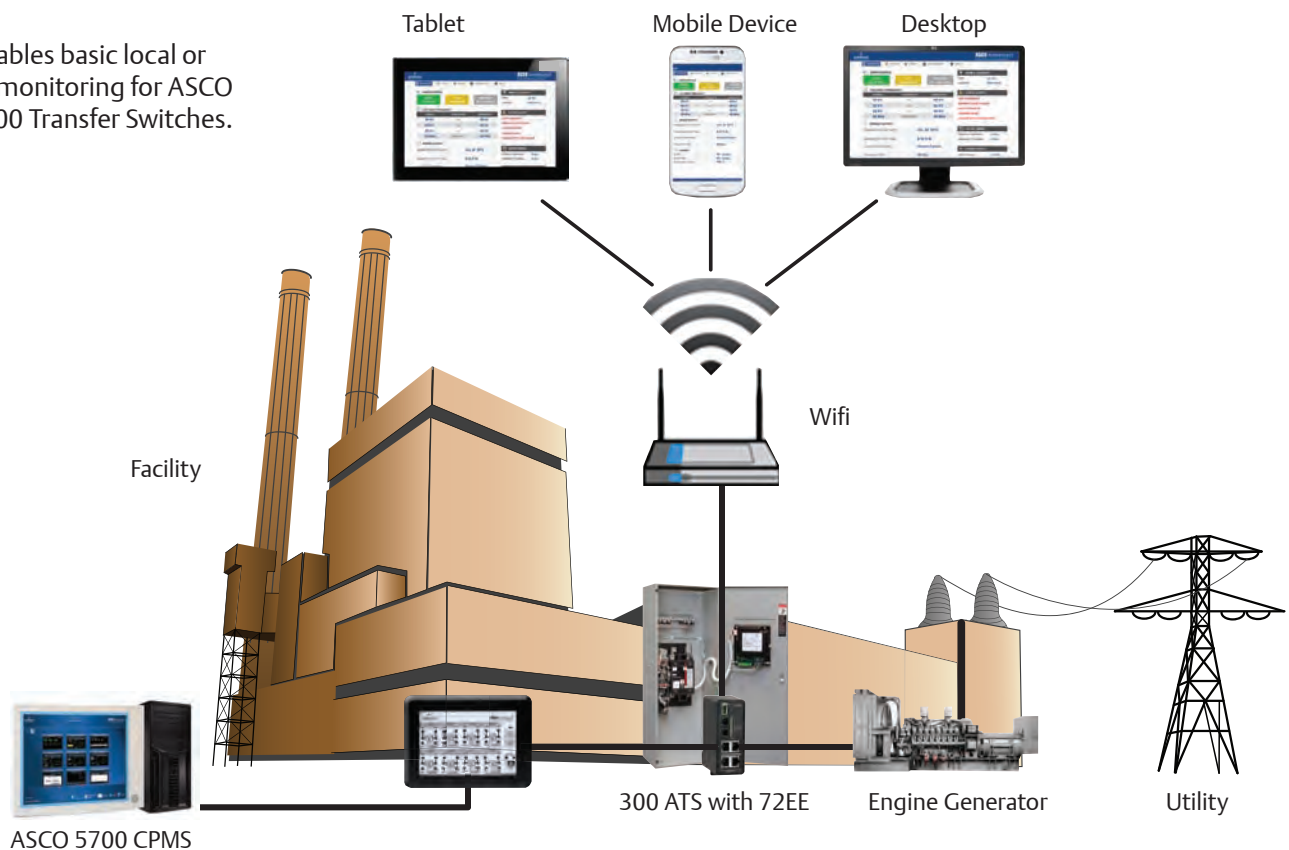 Tablet
Mobile Device
Desktop
ables basic local or
monitoring for ASCO
00 Transfer Switches.
Wifi
Facility
300 ATS with 72EE
Engine Generator
Utility
ASCO 5700 CPMS